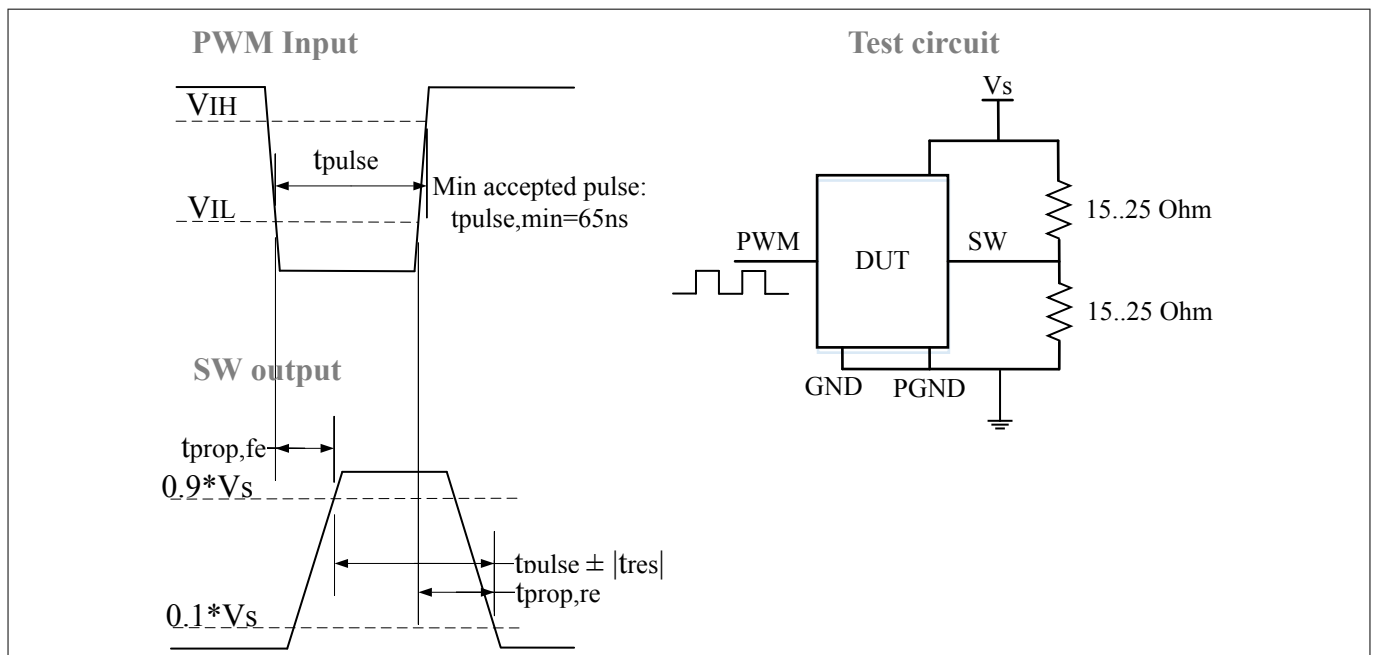 PWM Input
VIH
tpulse
VIL
Min accepted pulse:
tpulse,min=65ns
SW output
tprop,fe
0.9*Vs
tpulse ± |tres|
tprop,re
0.1*Vs
Test circuit
Vs
15..25 Ohm
PWM
DUT
SW
15..25 Ohm
GND
PGND